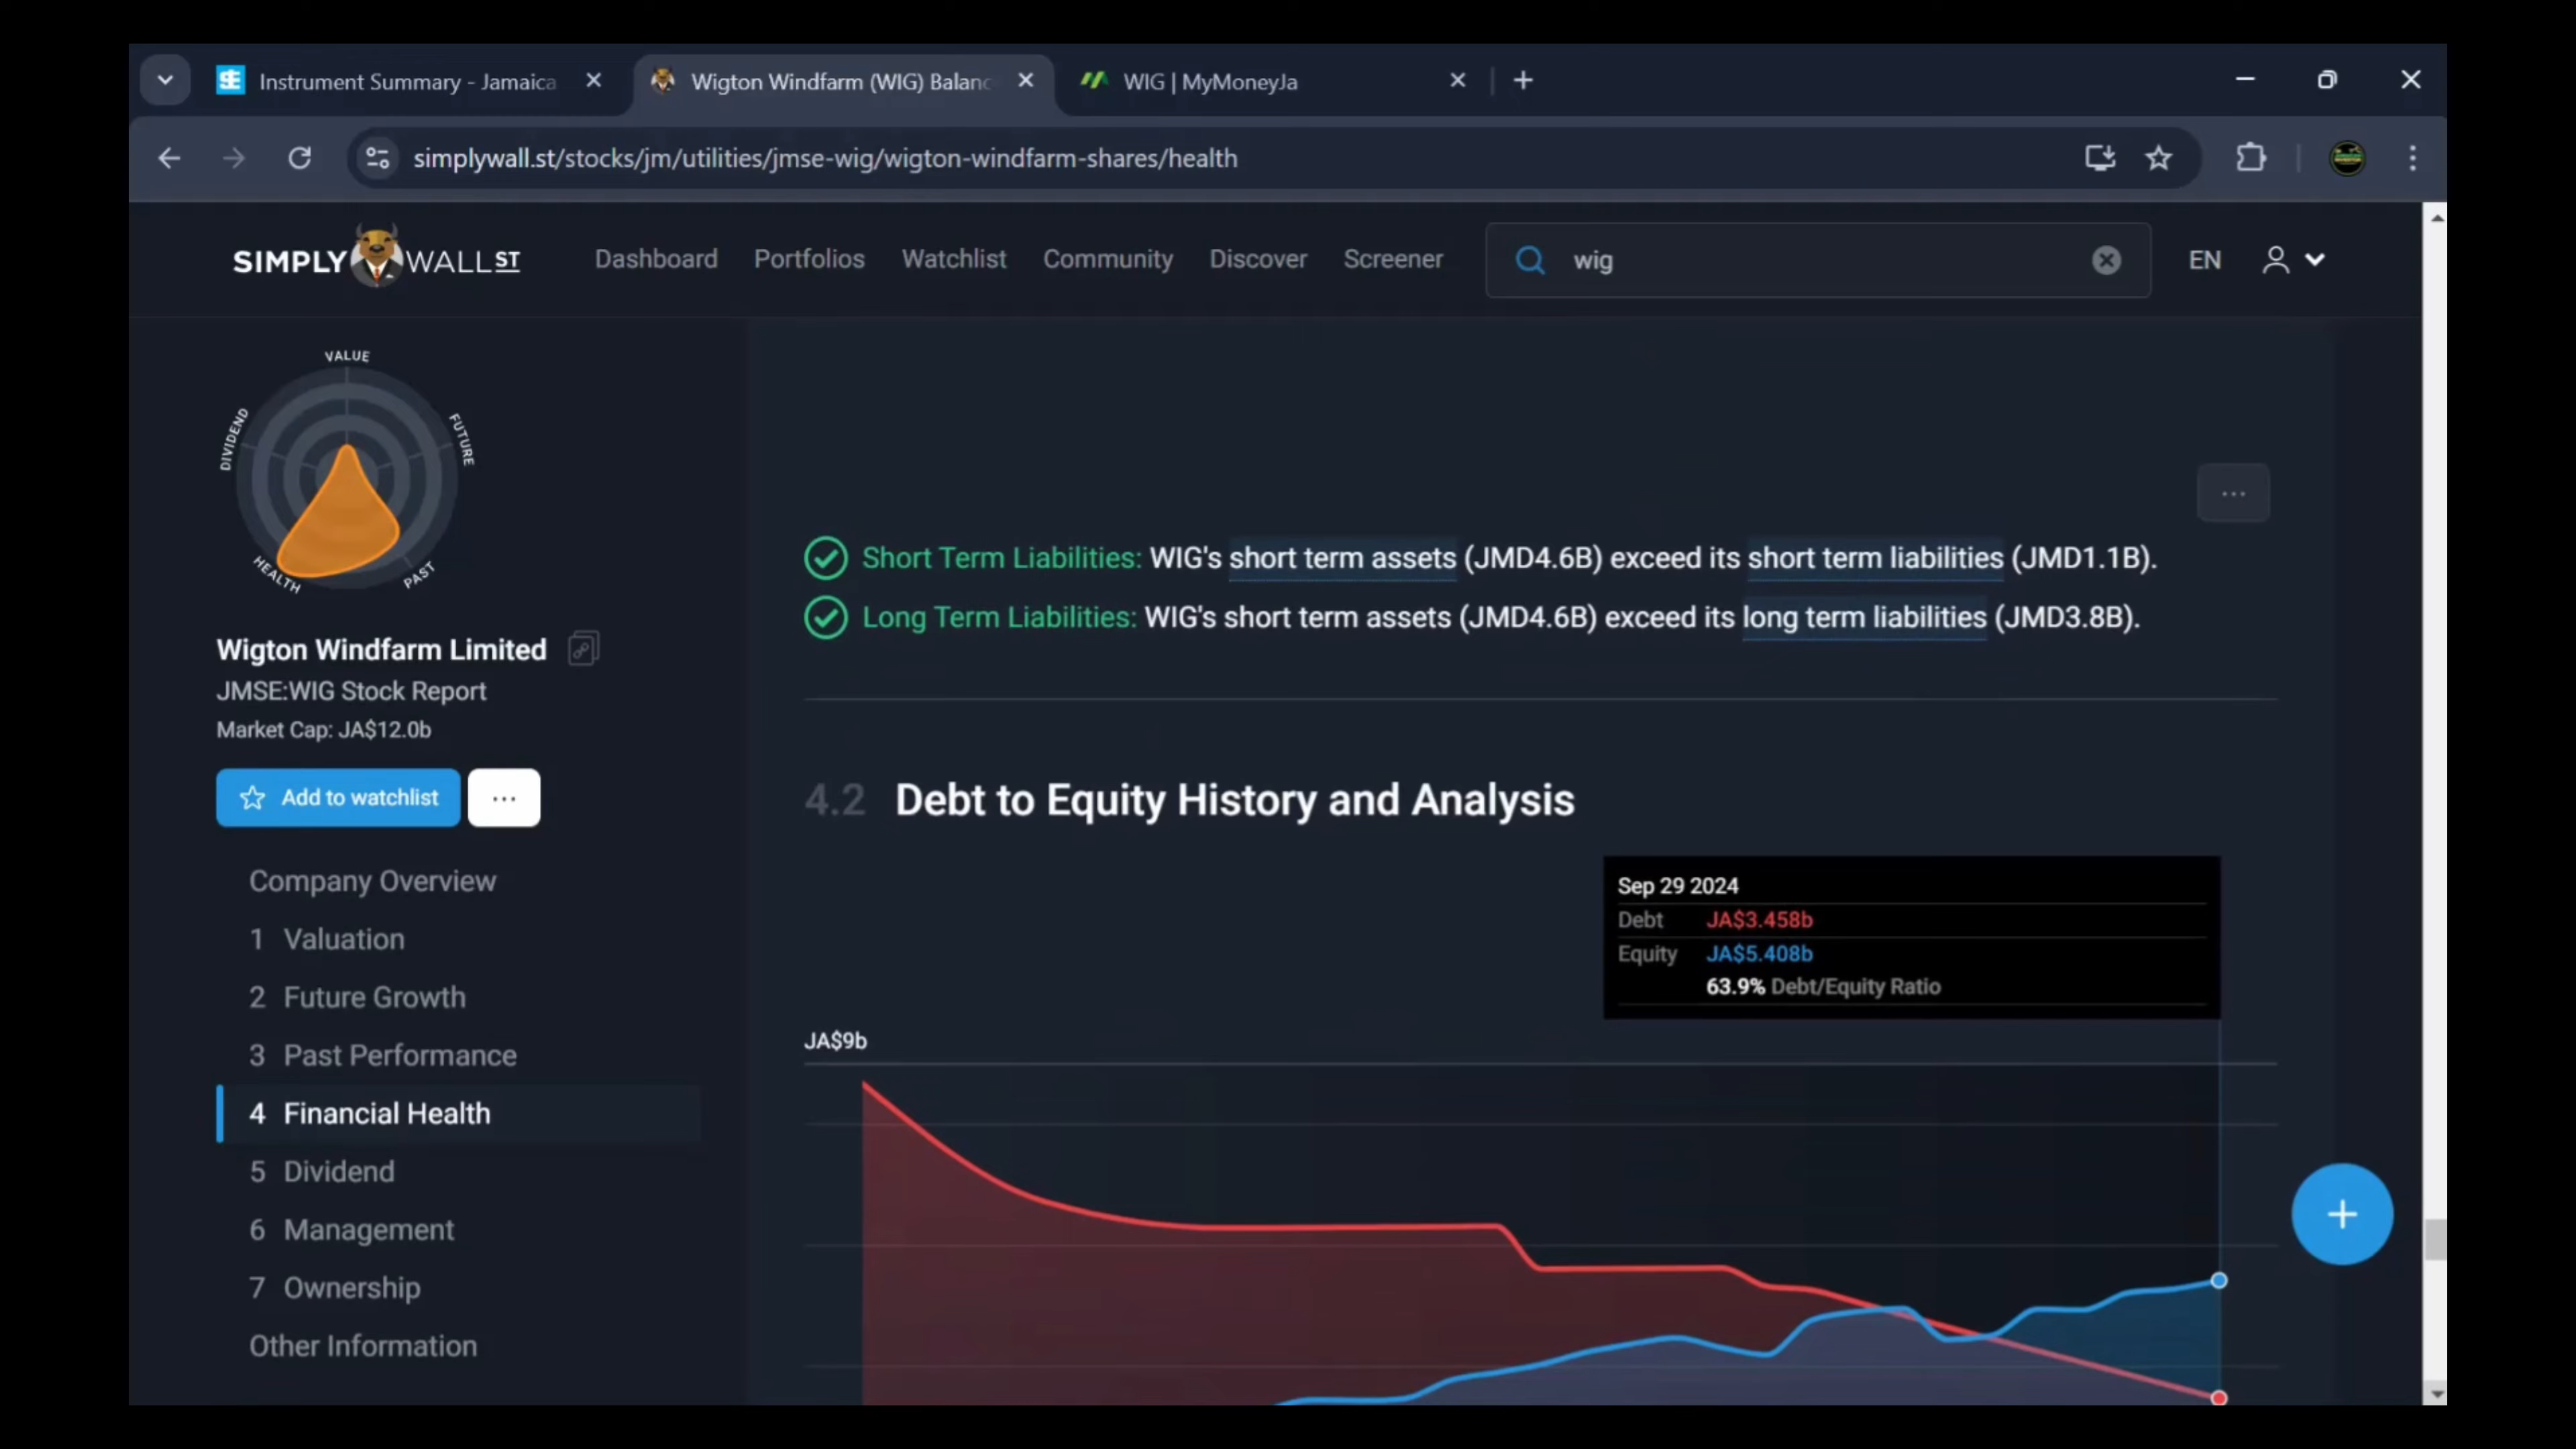 Instrument Summary - Jamaica
Wigton Windfarm (WIG) Balanc
WIG | MyMoneyJa
simplywall.st/stocks/jm/utilities/jmse-wig/wigton-windfarm-shares/health
SIMPLY WALLST
Dashboard Portfolios Watchlist Community Discover Screener
wig
EN
VALUE
FUTURE
PAST
HEALTH
DIVIDEND
Wigton Windfarm Limited
JMSE:WIG Stock Report
Market Cap: JA$12.0b
Add to watchlist
...
Company Overview
1 Valuation
2 Future Growth
3 Past Performance
4 Financial Health
5 Dividend
6 Management
7 Ownership
Other Information
...
Short Term Liabilities: WIG's short term assets (JMD4.6B) exceed its short term liabilities (JMD1.1B).
Long Term Liabilities: WIG's short term assets (JMD4.6B) exceed its long term liabilities (JMD3.8B).
4.2 Debt to Equity History and Analysis
Sep 29 2024
Debt JA$3.458b
Equity JA$5.408b
63.9% Debt/Equity Ratio
JA$9b